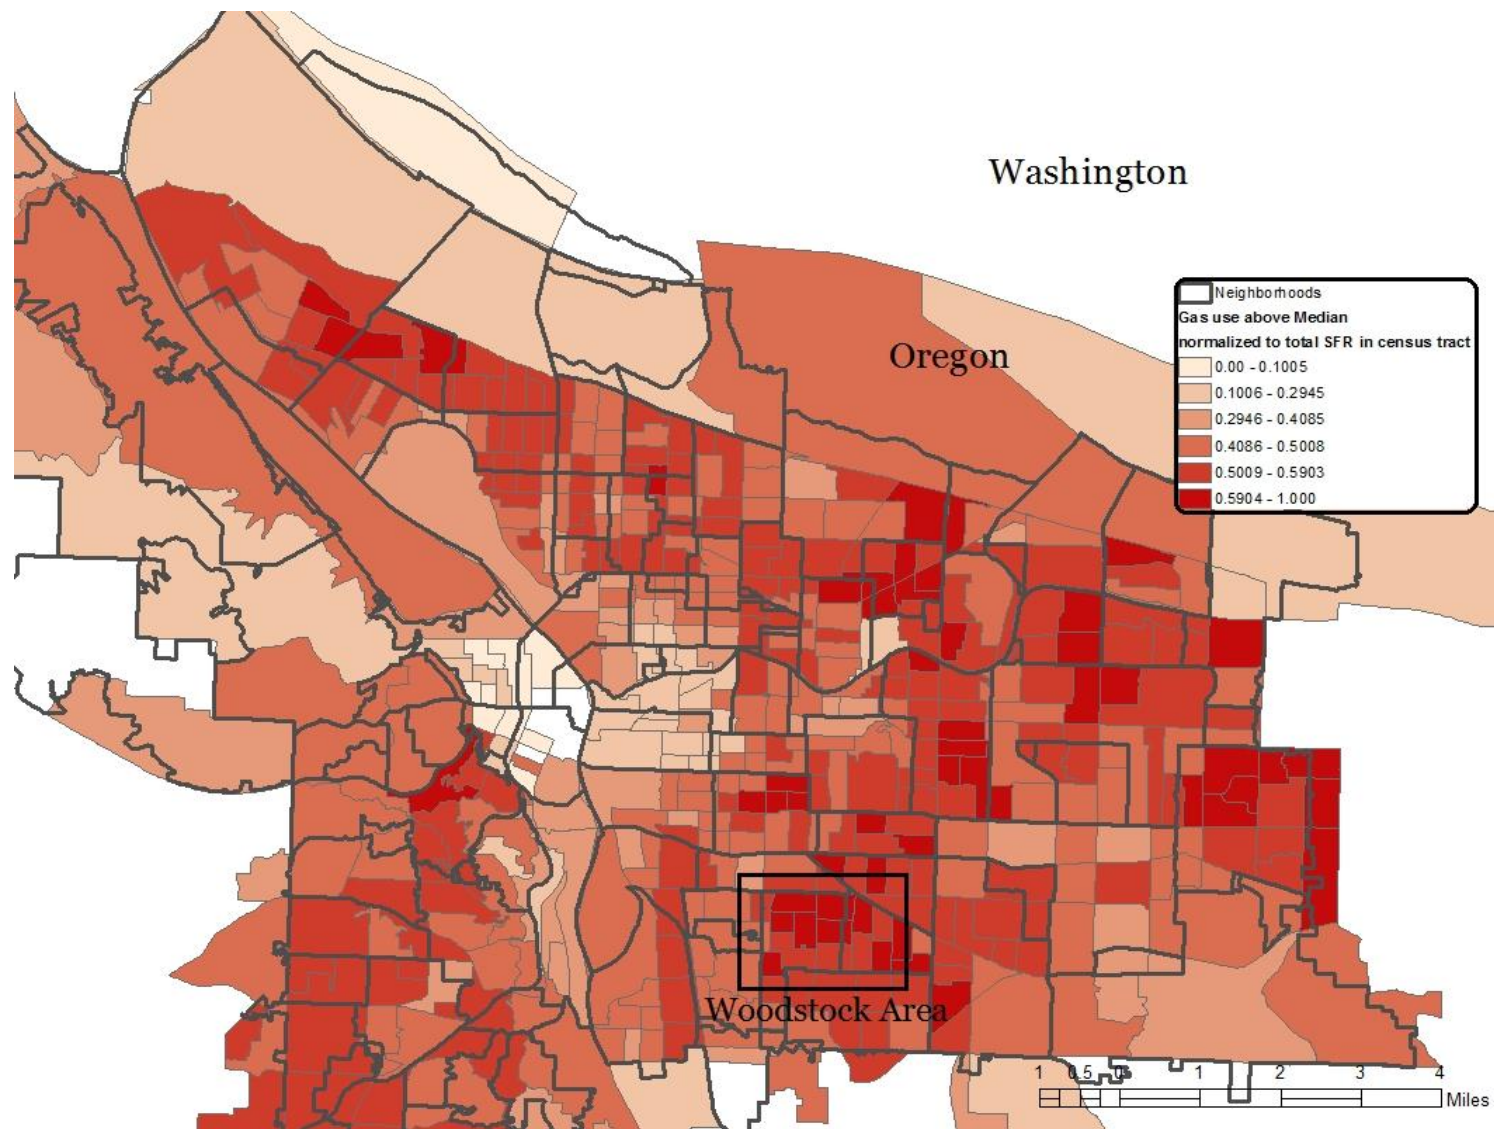 Washington
Oregon
Neighborhoods
Gas use above Median
normalized to total SFR in census tract
0.00 - 0.1005
0.1006 - 0.2945
0.2946 - 0.4085
0.4086 - 0.5008
0.5009 - 0.5903
0.5904 - 1.000
Woodstock Area
1 0.5 0 1 2 3 4
Miles